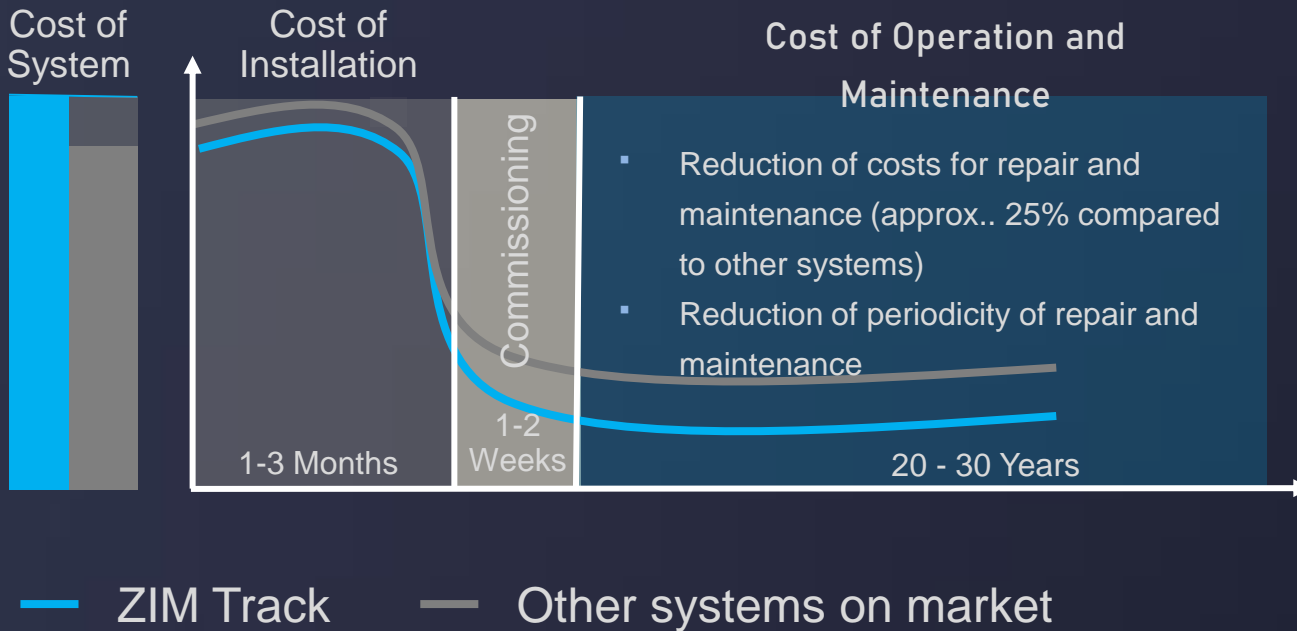 Cost of
System
Cost of
Installation
Cost of Operation and
Maintenance
Commissioning
▪ Reduction of costs for repair and
maintenance (approx.. 25% compared
to other systems)
▪ Reduction of periodicity of repair and
maintenance
1-3 Months
1-2
Weeks
20 - 30 Years
ZIM Track
Other systems on market